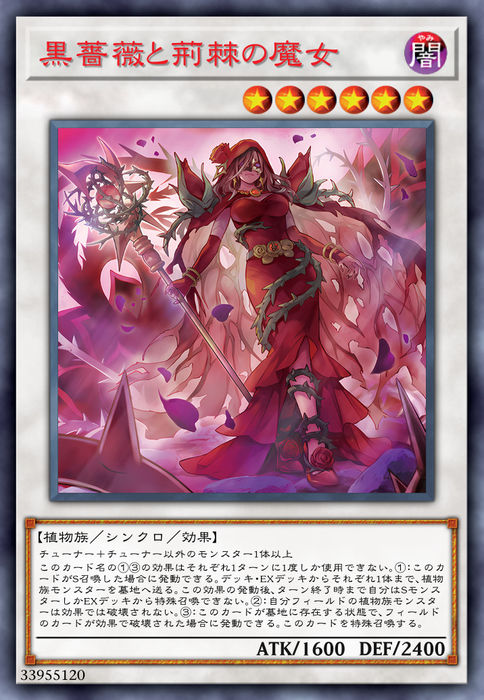 黒薔薇と荊棘の魔女
やみ
闇
【植物族／シンクロ／効果】
チューナー＋チューナー以外のモンスター1体以上
このカード名の①③の効果はそれぞれ1ターンに1度しか使用できない。①：このカ
ードがS召喚した場合に発動できる。デッキ・EXデッキからそれぞれ1体まで、植物
族モンスターを墓地へ送る。この効果の発動後、ターン終了時まで自分はSモンス
ターしかEXデッキから特殊召喚できない。②：自分フィールドの植物族モンスタ
ーは効果では破壊されない。③：このカードが墓地に存在する状態で、フィールド
のカードが効果で破壊された場合に発動できる。このカードを特殊召喚する。
ATK/1600 DEF/2400
33955120